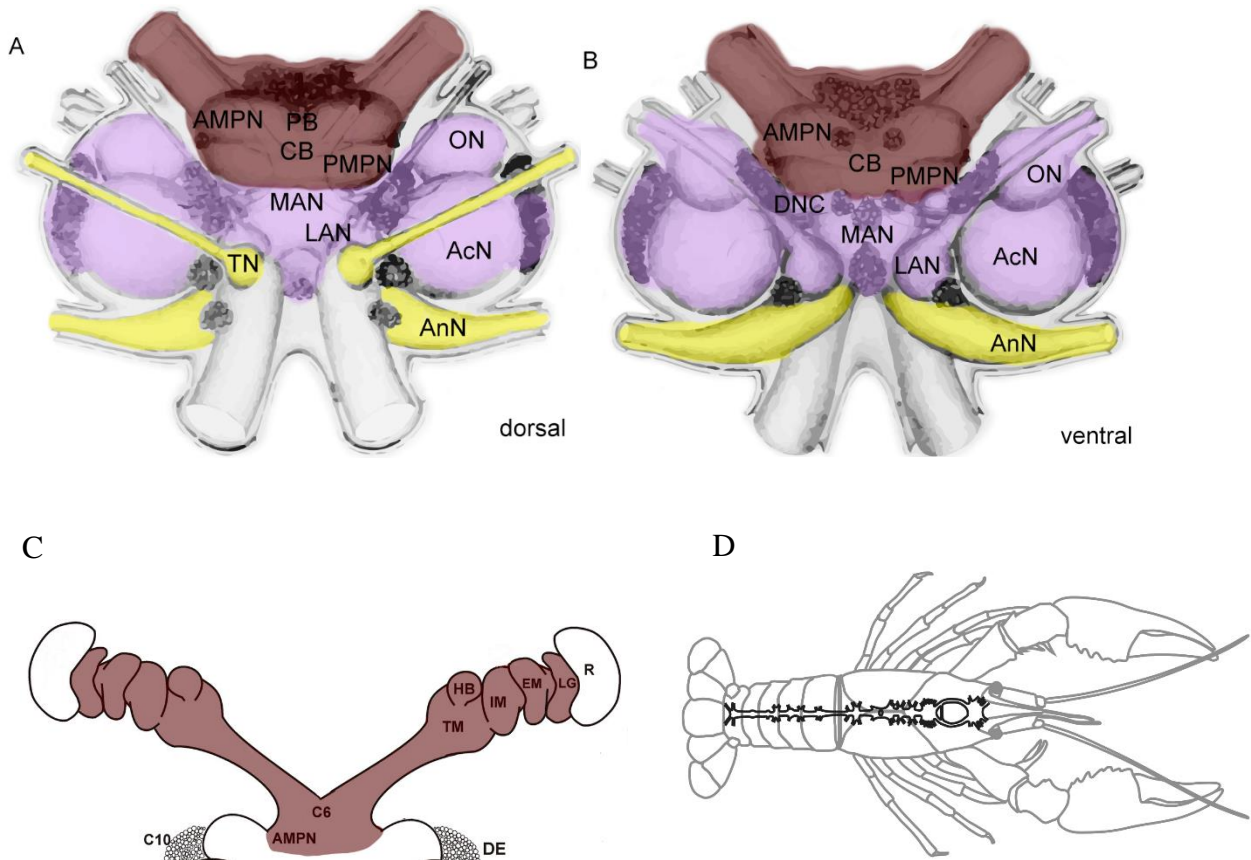 A
AMPN
PB
CB
PMPN
ON
MAN
LAN
AcN
TN
AnN
dorsal
B
AMPN
CB
PMPN
ON
DNC
MAN
LAN
AcN
AnN
ventral
C
R
HB
EM
LG
IM
TM
C6
AMPN
C10
DE
D